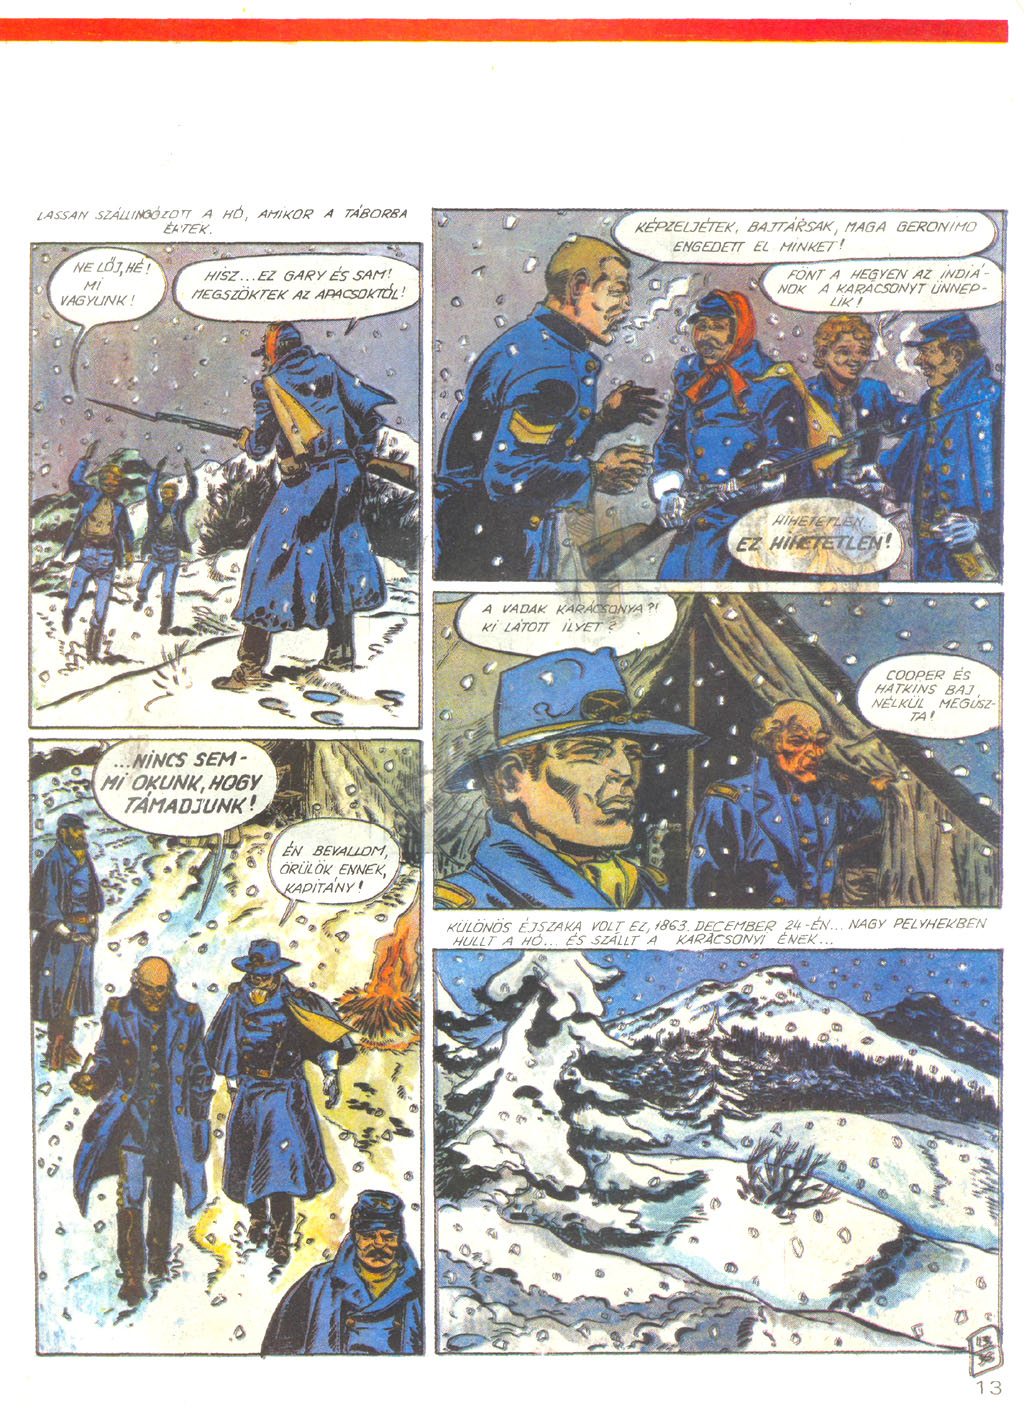 LASSAN SZÁLLINGÓZOTT A HÓ, AMIKOR A TÁBORBA
ÉRTEK.
NE LŐJ, HÉ!
MI
VAGYUNK!
HISZ... EZ GARY ÉS SAM!
MEGSZÖKTEK AZ APACSOKTÓL!
KÉPZELJÉTEK, BAJTÁRSAK, MAGA GERONIMO
ENGEDETT EL MINKET!
FÖNT A HEGYEN AZ INDIÁ-
NOK A KARÁCSONYT ÜNNEP-
LIK!
HIHETETLEN...
EZ HIHETETLEN!
A VADAK KARÁCSONYA?!
KI LÁTOTT ILYET?
COOPER ÉS
HATKINS BAJ
NÉLKÜL MEGÚSZ-
TA!
...NINCS SEM-
MI OKUNK, HOGY
TÁMADJUNK!
ÉN BEVALLOM,
ÖRÜLÖK ENNEK,
KAPITÁNY!
KÜLÖNÖS ÉJSZAKA VOLT EZ, 1863. DECEMBER 24-ÉN... NAGY PELYHEKBEN
HULLT A HÓ... ÉS SZÁLLT A KARÁCSONYI ÉNEK...
13